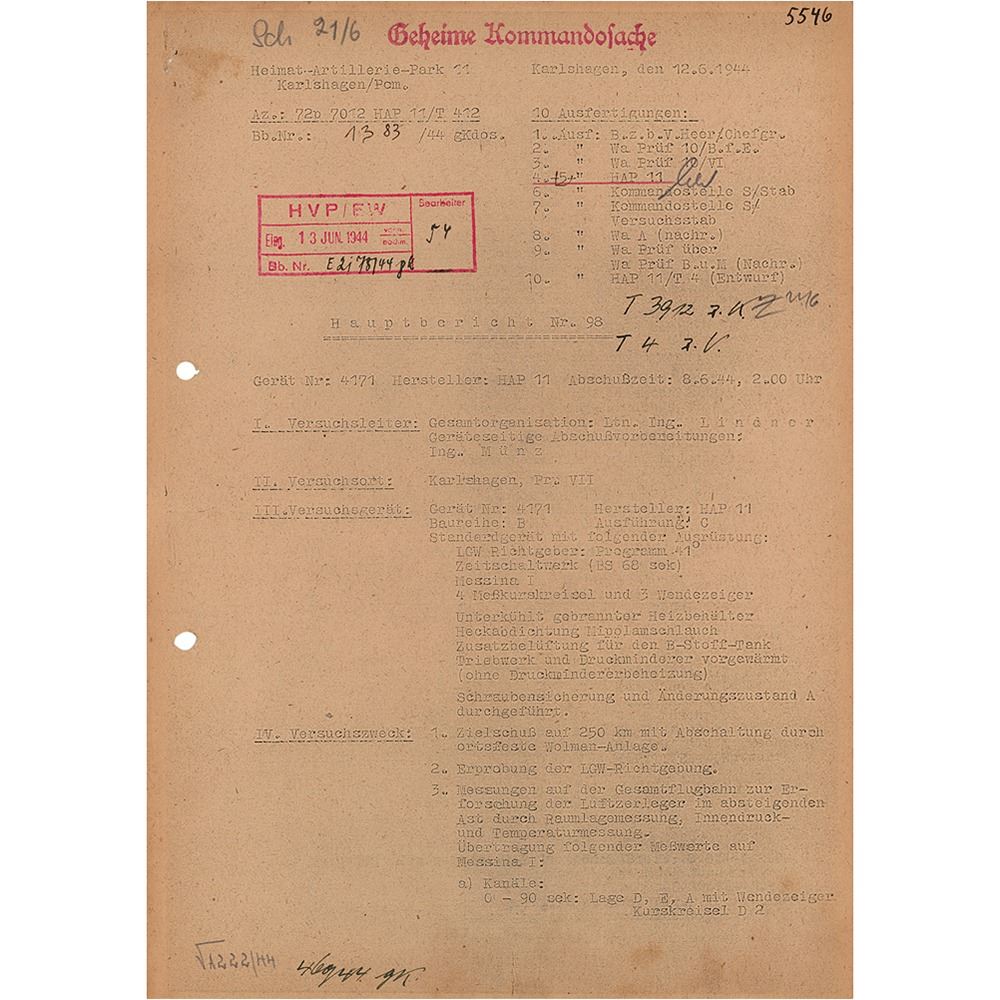 5546
Sch 21/6 Geheime Kommandosache
Heimat-Artillerie-Park 11
Karlshagen/Pom.
Karlshagen, den 12.6.1944
Az.: 72b 7012 HAP 11/T 412
Bb.Nr.: 1383 /44 gKdos.
10 Ausfertigungen:
1. Ausf: B.z.b.V.Heer/Chefgr.
2. " Wa Prüf 10/B.f.E.
3. " Wa Prüf 10/VI
4. +5. " HAP 11
6. " Kommandostelle S/Stab
7. " Kommandostelle S/
Versuchsstab
8. " Wa A (nachr.)
9. " Wa Prüf über
Wa Prüf B.u.M (Nachr.)
10. " HAP 11/T 4 (Entwurf)
HVP/EW
Bearbeiter
Eing. 13 JUN. 1944 vorm. nachm.
54
Bb. Nr.
T 3912 z. K.
T 4 z. V.
Hauptbericht Nr. 98
Gerät Nr: 4171 Hersteller: HAP 11 Abschußzeit: 8.6.44, 2.00 Uhr
I. Versuchsleiter: Gesamtorganisation: Ltn. Ing. Lindner
Geräteseitige Abschußvorbereitungen:
Ing. Münz
II. Versuchsort: Karlshagen, Pr. VII
III.Versuchsgerät: Gerät Nr: 4171 Hersteller: HAP 11
Baureihe: B Ausführung: C
Standardgerät mit folgender Ausrüstung:
LGW Richtgeber: Programm 41°
Zeitschaltwerk (BS 68 sek)
Messina I
4 Meßkurskreisel und 3 Wendezeiger
Unterkühlt gebrannter Heizbehälter
Heckabdichtung Mipolamschlauch
Zusatzbelüftung für den B-Stoff-Tank
Triebwerk und Druckminderer vorgewärmt
(ohne Druckmindererbeheizung)
Schraubensicherung und Änderungszustand A
durchgeführt.
IV. Versuchszweck: 1. Zielschuß auf 250 km mit Abschaltung durch
ortsfeste Wolman-Anlage.
2. Erprobung der LGW-Richtgebung.
3. Messungen auf der Gesamtflugbahn zur Er-
forschung der Luftzerleger im absteigenden
Ast durch Raumlagemessung, Innendruck-
und Temperaturmessung.
Übertragung folgender Meßwerte auf
Messina I:
a) Kanäle:
0 - 90 sek: Lage D, E, A mit Wendezeiger
Kurskreisel D 2